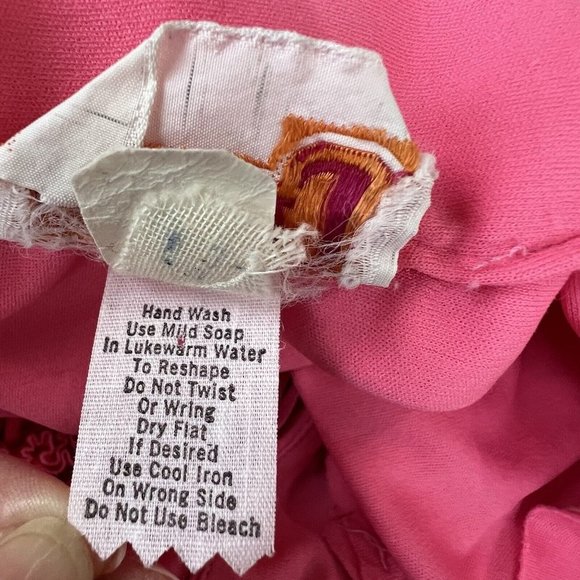 Hand Wash
Use Mild Soap
In Lukewarm Water
To Reshape
Do Not Twist
Or Wring
Dry Flat
If Desired
Use Cool Iron
On Wrong Side
Do Not Use Bleach